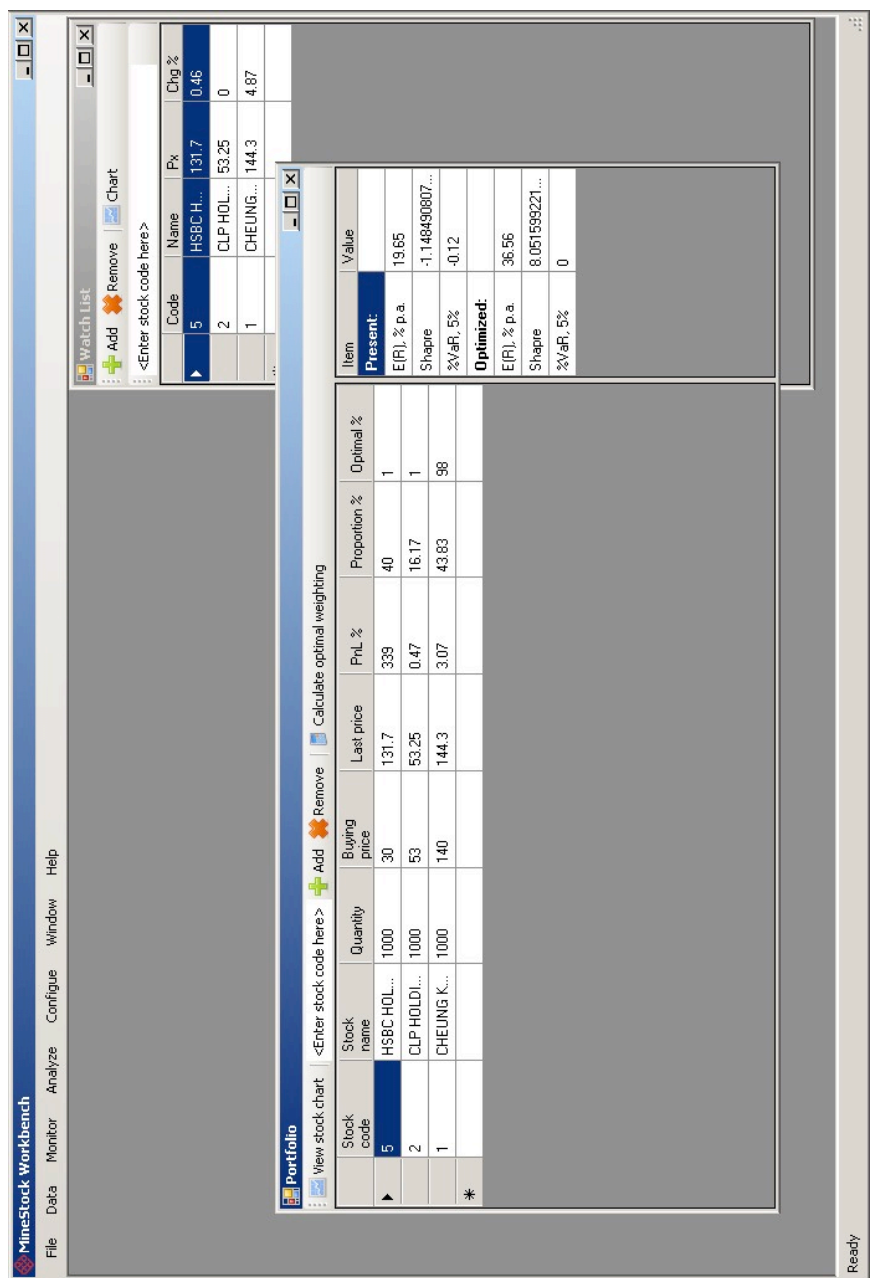 MineStock Workbench
File Data Monitor Analyze Configue Window Help
Watch List
Add Remove Chart
<Enter stock code here>
Code Name Px Chg %
5 HSBC H... 131.7 0.46
2 CLP HOL... 53.25 0
1 CHEUNG... 144.3 4.87
Portfolio
View stock chart <Enter stock code here> Add Remove Calculate optimal weighting
Stock code Stock name Quantity Buying price Last price PnL % Proportion % Optimal %
5 HSBC HOL... 1000 30 131.7 339 40 1
2 CLP HOLDI... 1000 53 53.25 0.47 16.17 1
1 CHEUNG K... 1000 140 144.3 3.07 43.83 98
Item Value
Present:
E(R), % p.a. 19.65
Shapre -1.148490807...
%VaR, 5% -0.12
Optimized:
E(R), % p.a. 36.56
Shapre 8.051599221...
%VaR, 5% 0
Ready